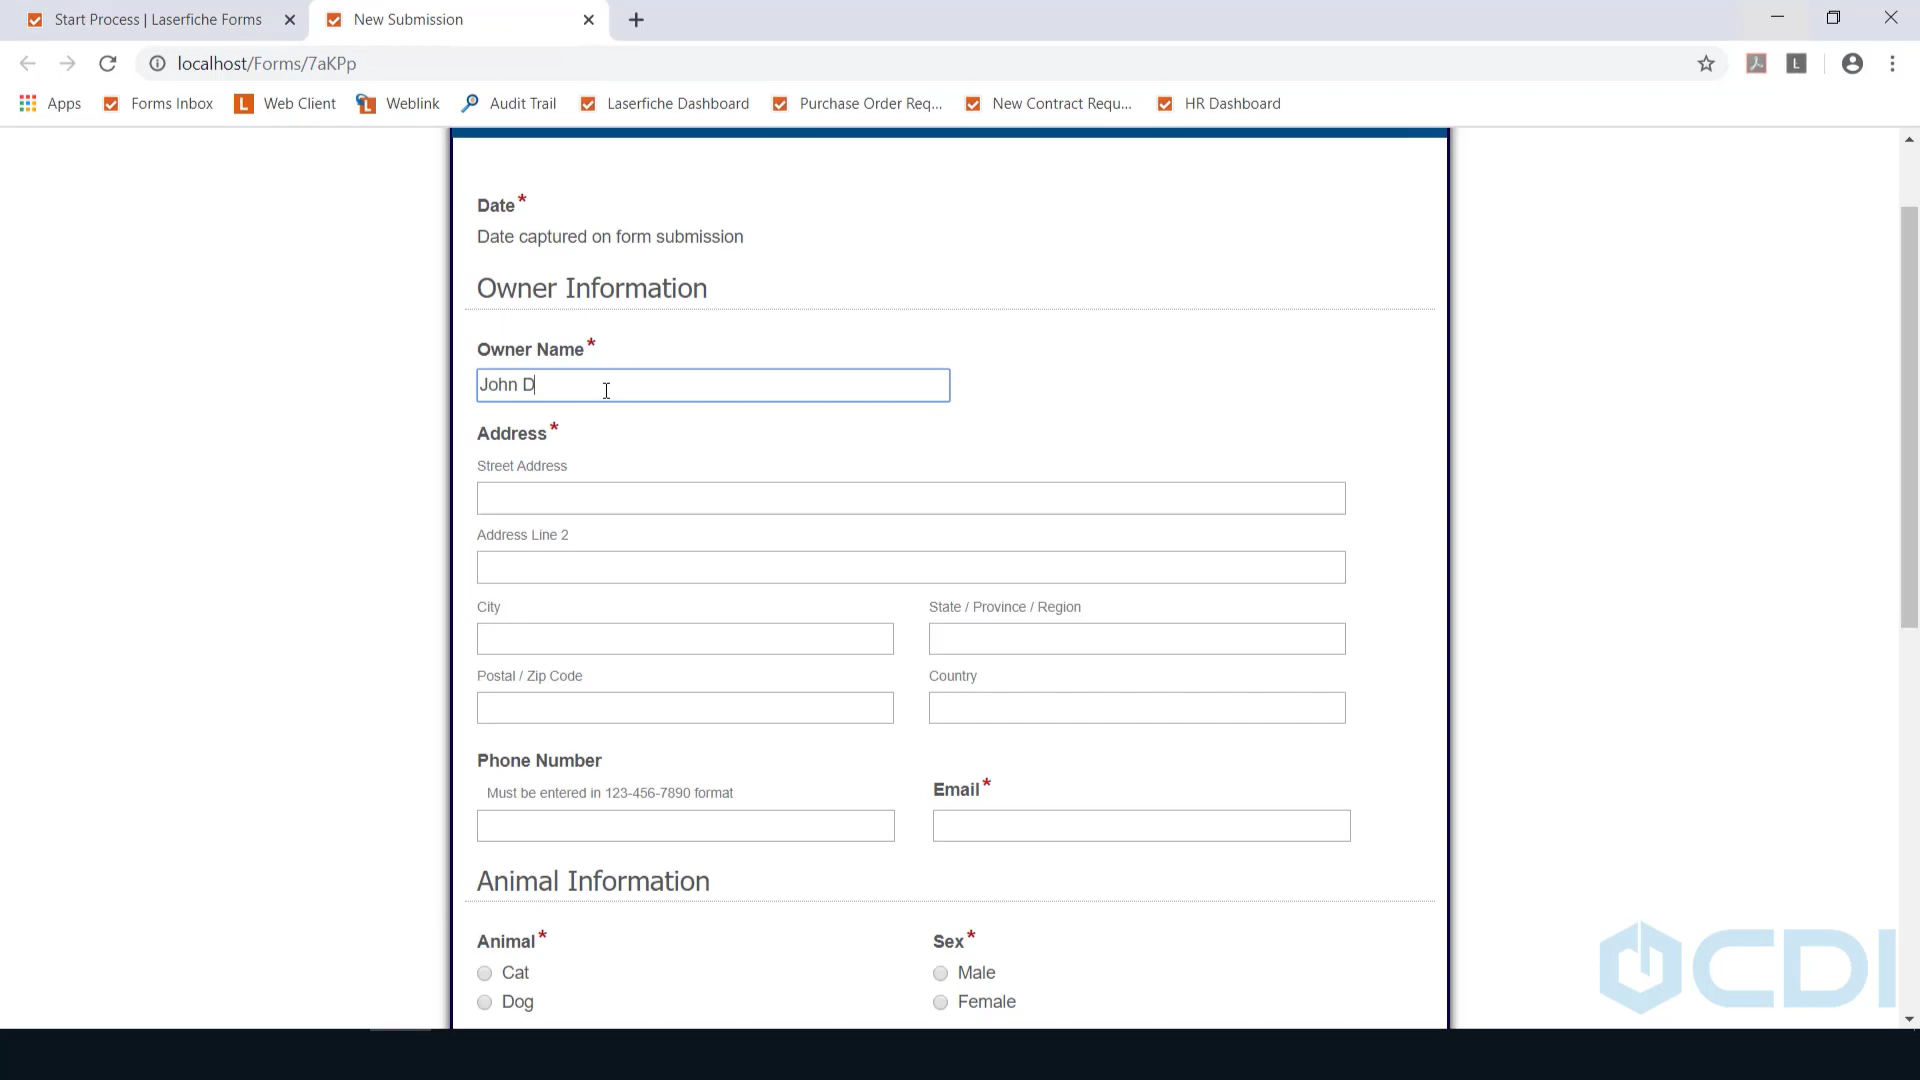 Start Process | Laserfiche Forms
New Submission
localhost/Forms/7aKPp
L
Apps
Forms Inbox
L Web Client
L Weblink
Audit Trail
Laserfiche Dashboard
Purchase Order Req...
New Contract Requ...
HR Dashboard
Date*
Date captured on form submission
Owner Information
Owner Name*
John D
Address*
Street Address
Address Line 2
City
State / Province / Region
Postal / Zip Code
Country
Phone Number
Must be entered in 123-456-7890 format
Email*
Animal Information
Animal*
Sex*
Cat
Male
Dog
Female
CDI